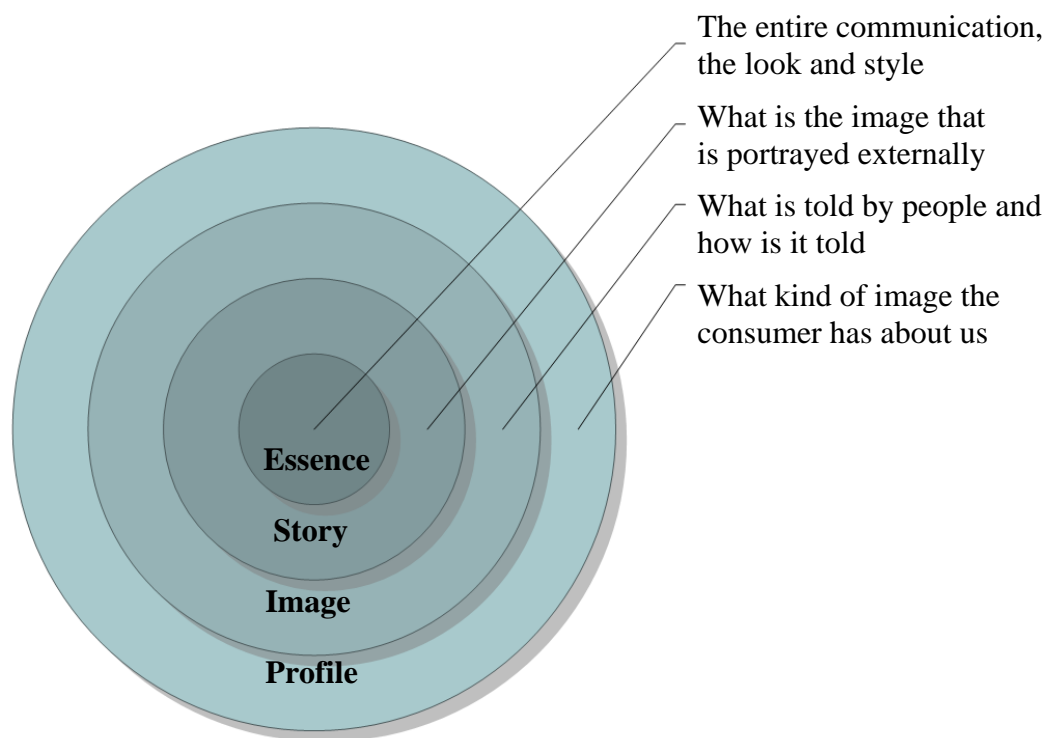 The entire communication,
the look and style
What is the image that
is portrayed externally
What is told by people and
how is it told
What kind of image the
consumer has about us
Essence
Story
Image
Profile